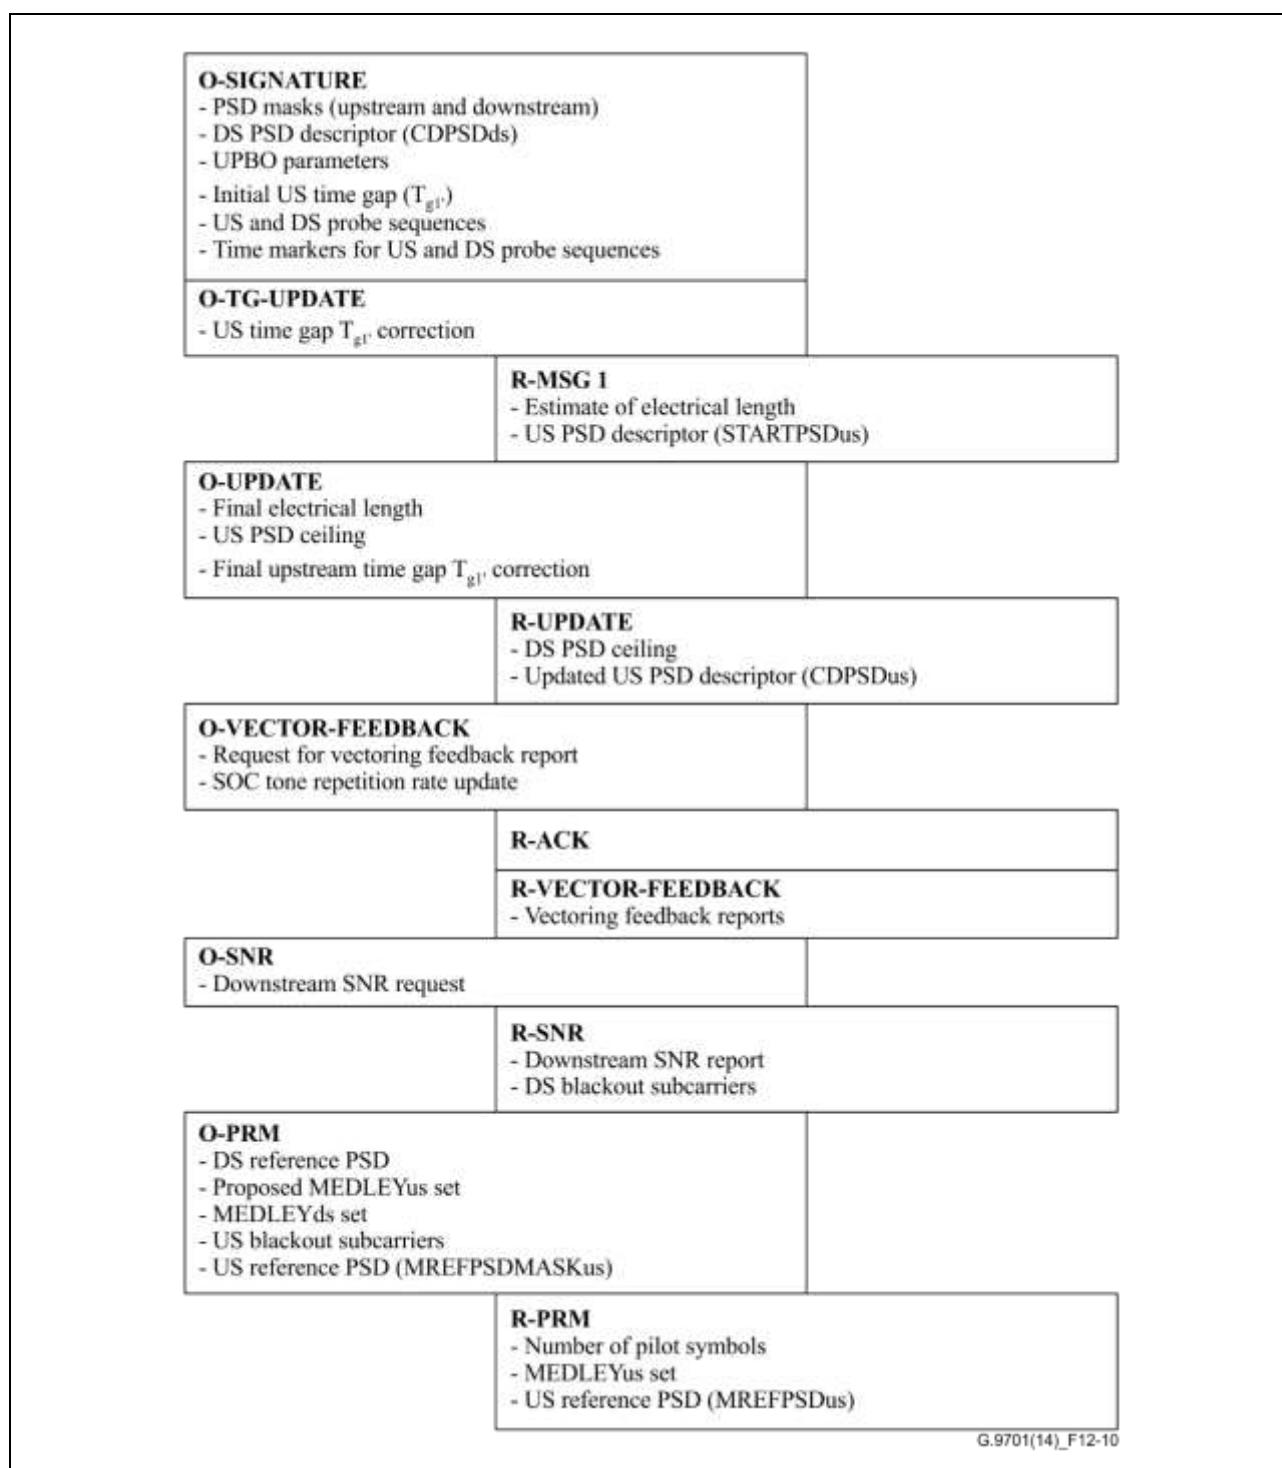 O-SIGNATURE
- PSD masks (upstream and downstream)
- DS PSD descriptor (CDPSDds)
- UPBO parameters
- Initial US time gap (Tg1')
- US and DS probe sequences
- Time markers for US and DS probe sequences
O-TG-UPDATE
- US time gap Tg1' correction
R-MSG 1
- Estimate of electrical length
- US PSD descriptor (STARTPSDus)
O-UPDATE
- Final electrical length
- US PSD ceiling
- Final upstream time gap Tg1' correction
R-UPDATE
- DS PSD ceiling
- Updated US PSD descriptor (CDPSDus)
O-VECTOR-FEEDBACK
- Request for vectoring feedback report
- SOC tone repetition rate update
R-ACK
R-VECTOR-FEEDBACK
- Vectoring feedback reports
O-SNR
- Downstream SNR request
R-SNR
- Downstream SNR report
- DS blackout subcarriers
O-PRM
- DS reference PSD
- Proposed MEDLEYus set
- MEDLEYds set
- US blackout subcarriers
- US reference PSD (MREFPSDMASKus)
R-PRM
- Number of pilot symbols
- MEDLEYus set
- US reference PSD (MREFPSDus)
G.9701(14)_F12-10